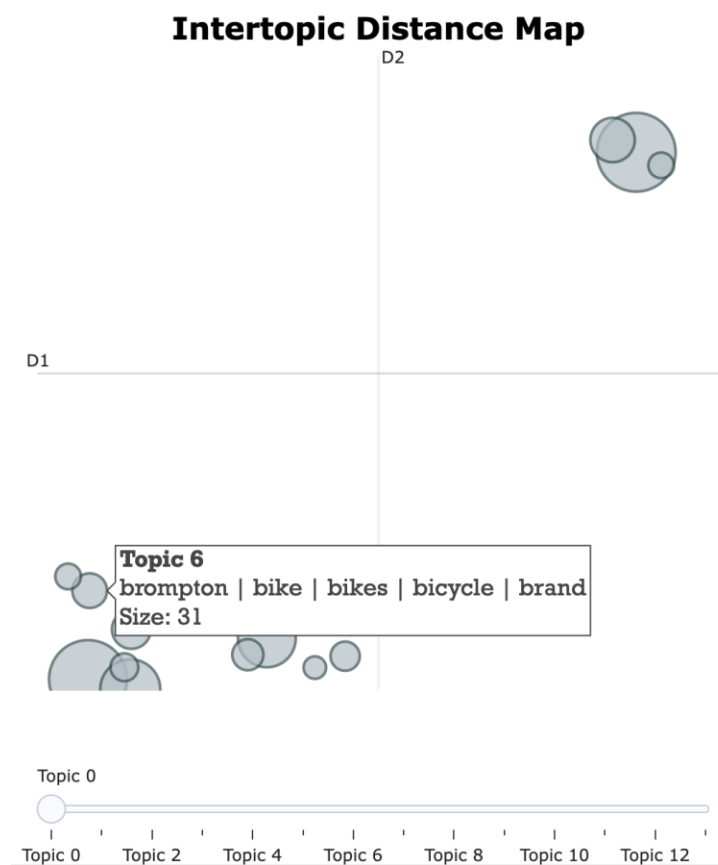 Intertopic Distance Map
D2
D1
Topic 6
brompton | bike | bikes | bicycle | brand
Size: 31
Topic 0
Topic 0 Topic 2 Topic 4 Topic 6 Topic 8 Topic 10 Topic 12